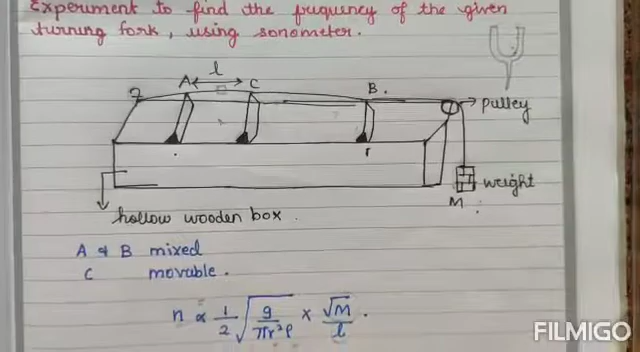 Experiment to find the frequency of the given
turning fork, using sonometer.
l
A C B.
pulley
weight
M
hollow wooden box.
A & B mixed
C movable.
n ∝ 1/2 √(g/πr²ρ) × √M/l.
FILMIGO